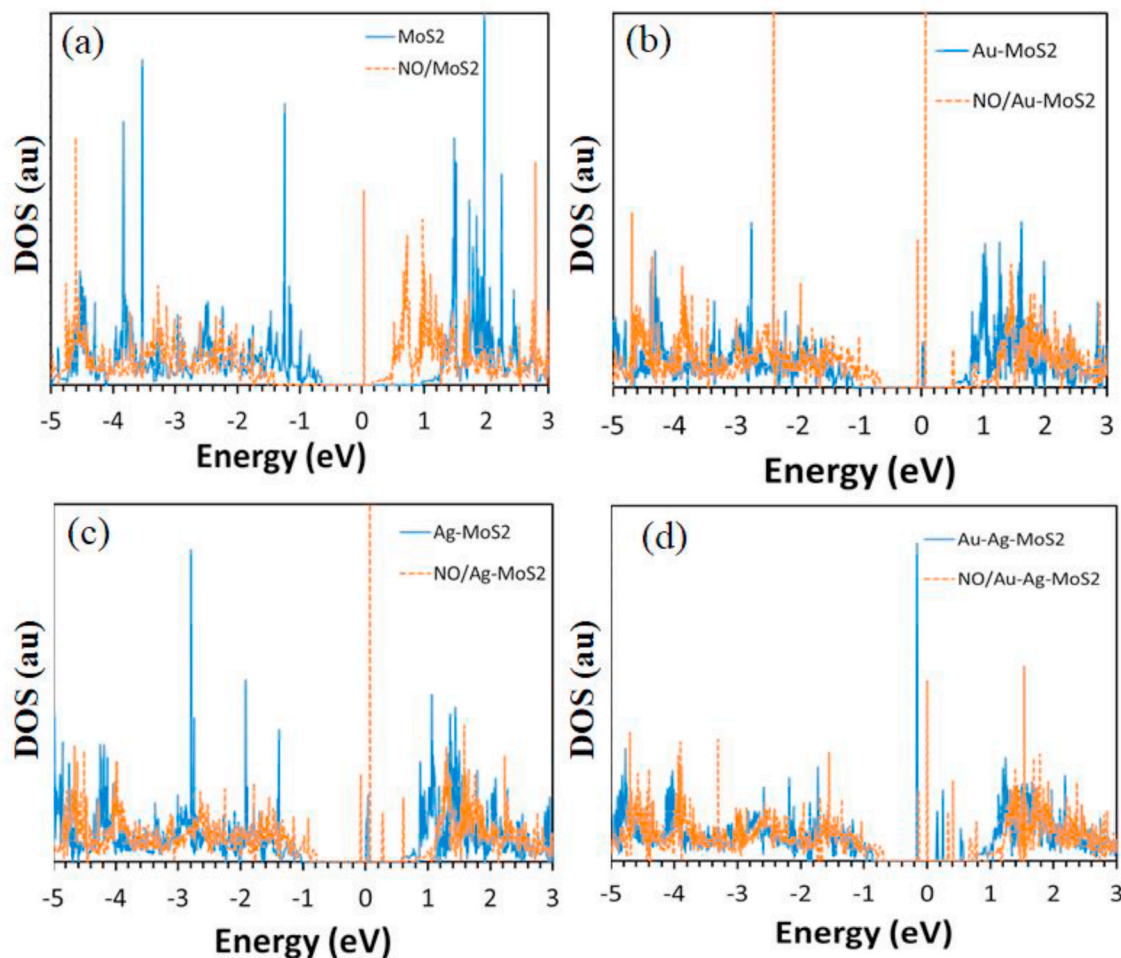 (a)
MoS2
NO/MoS2
DOS (au)
-5 -4 -3 -2 -1 0 1 2 3
Energy (eV)
(b)
Au-MoS2
NO/Au-MoS2
DOS (au)
-5 -4 -3 -2 -1 0 1 2 3
Energy (eV)
(c)
Ag-MoS2
NO/Ag-MoS2
DOS (au)
-5 -4 -3 -2 -1 0 1 2 3
Energy (eV)
(d)
Au-Ag-MoS2
NO/Au-Ag-MoS2
DOS (au)
-5 -4 -3 -2 -1 0 1 2 3
Energy (eV)